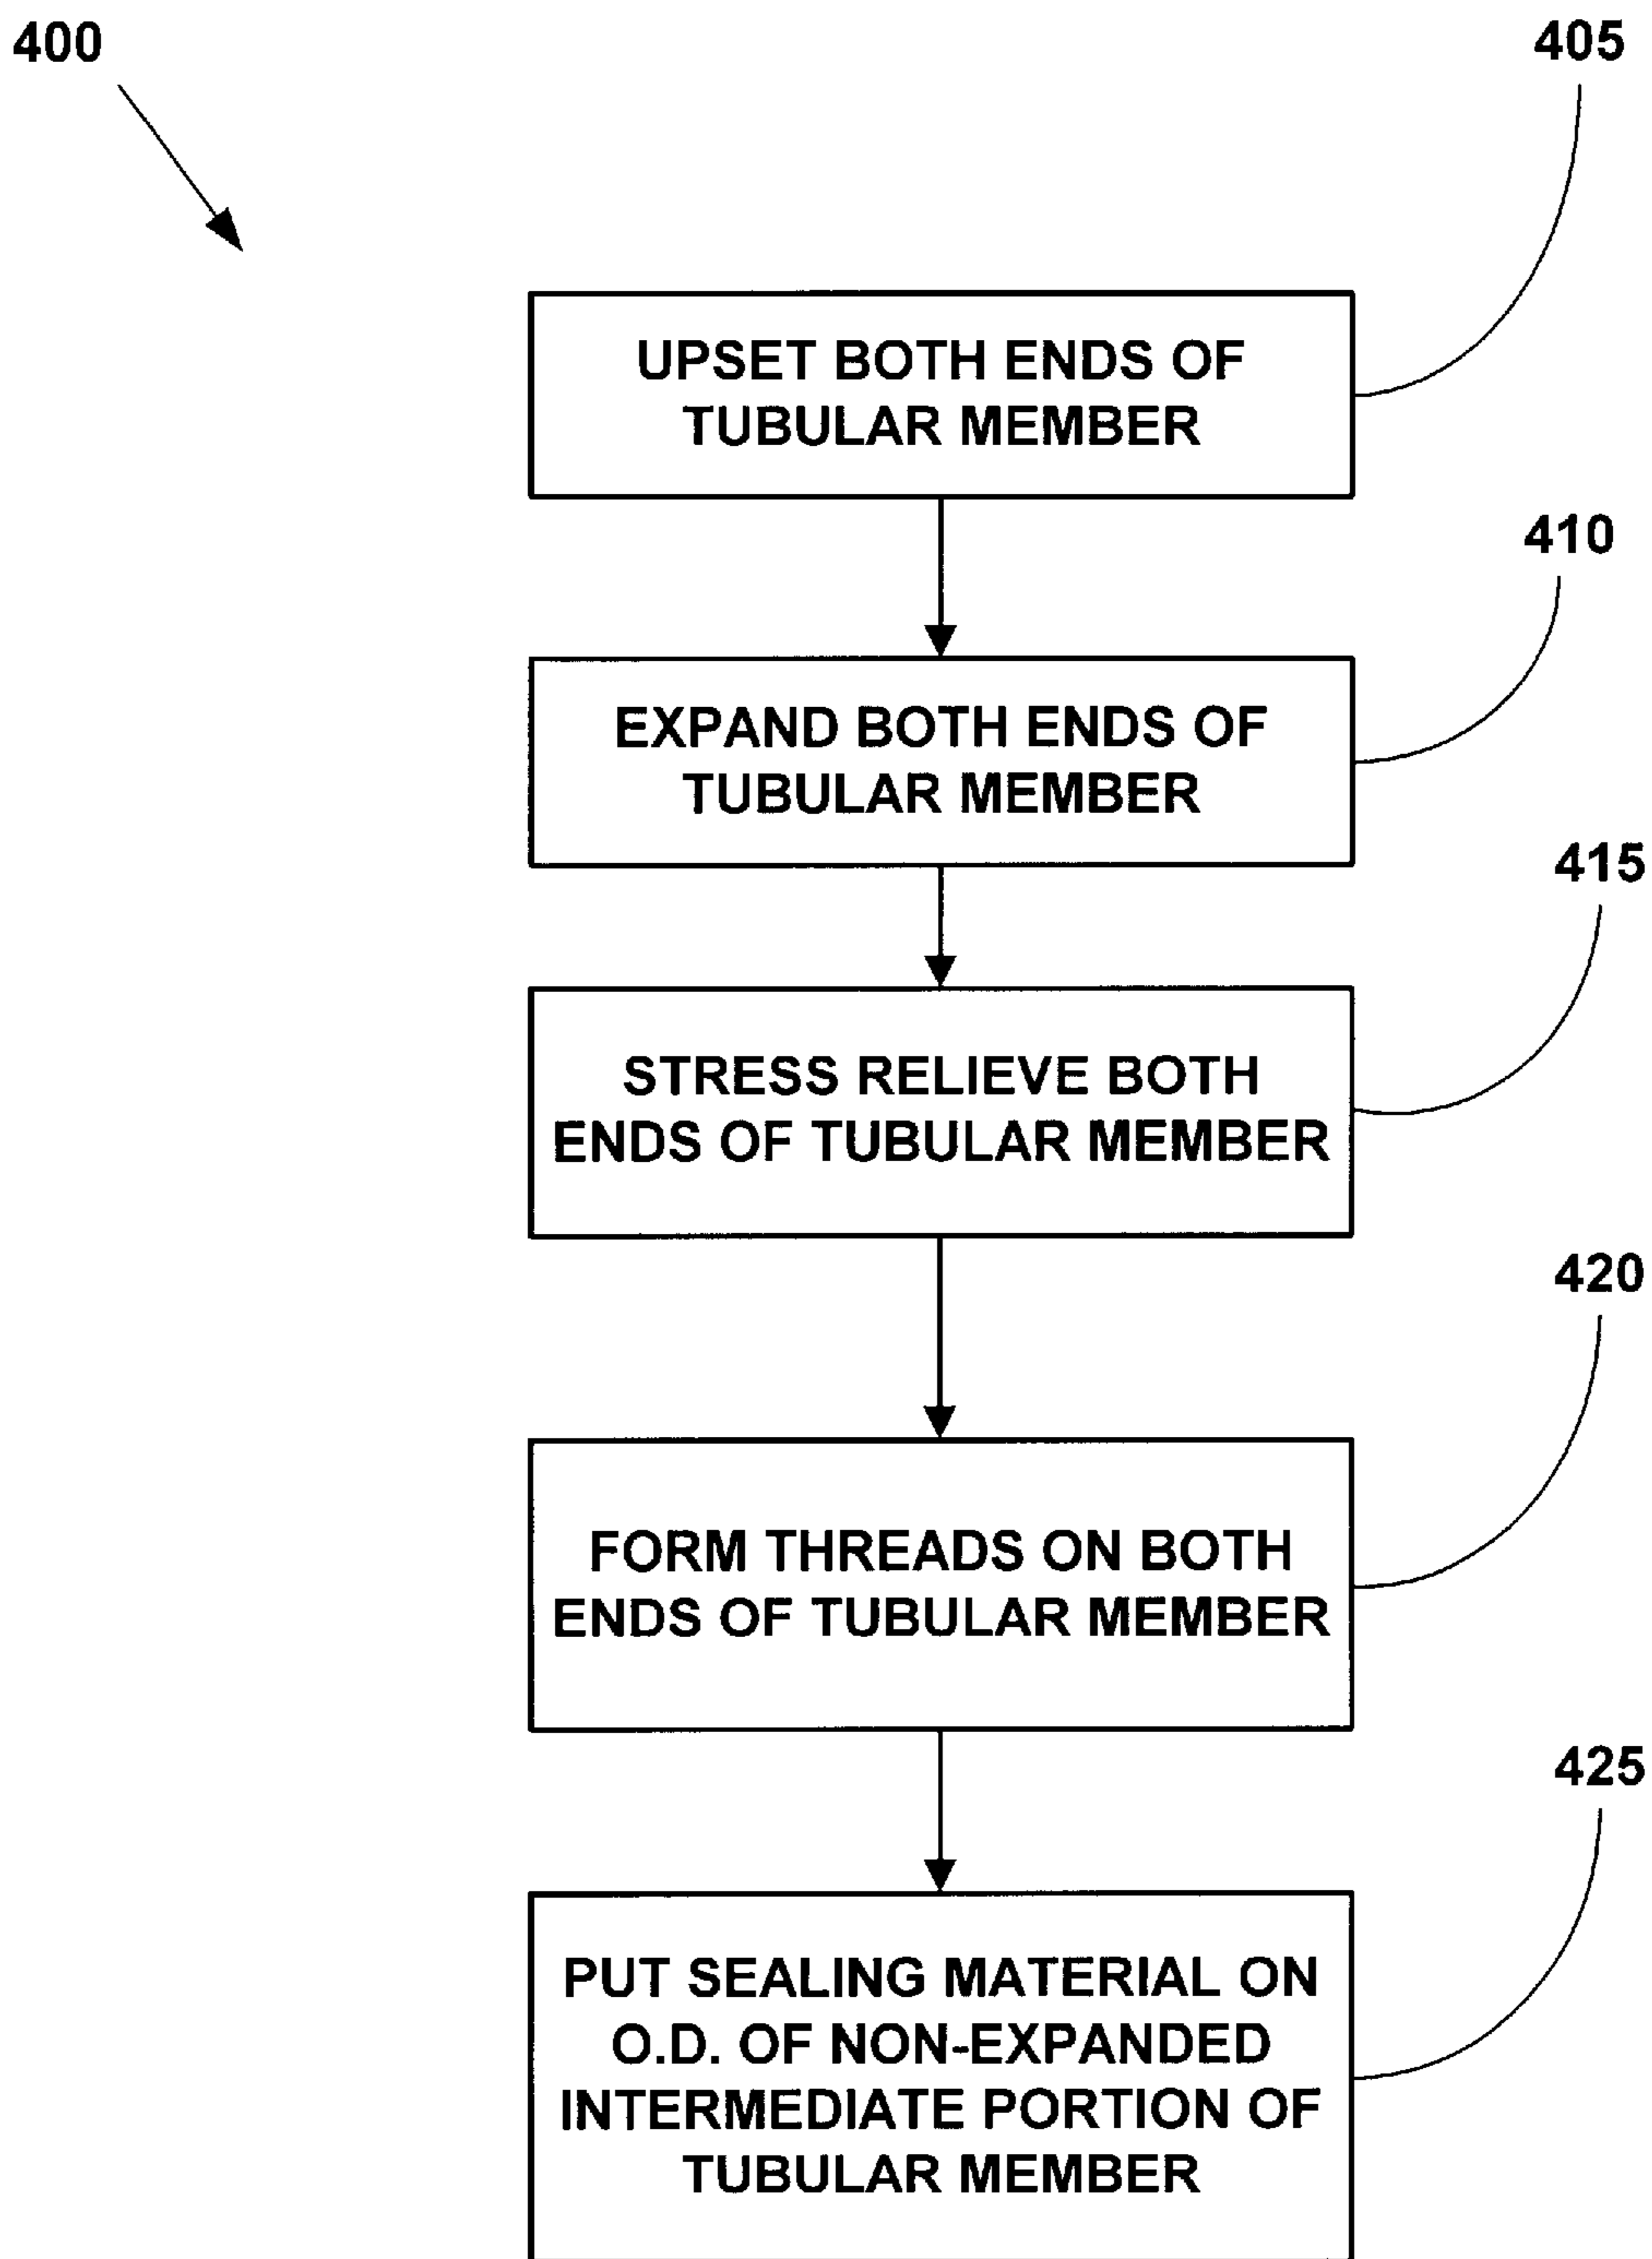 400
405
UPSET BOTH ENDS OF
TUBULAR MEMBER
410
EXPAND BOTH ENDS OF
TUBULAR MEMBER
415
STRESS RELIEVE BOTH
ENDS OF TUBULAR MEMBER
420
FORM THREADS ON BOTH
ENDS OF TUBULAR MEMBER
425
PUT SEALING MATERIAL ON
O.D. OF NON-EXPANDED
INTERMEDIATE PORTION OF
TUBULAR MEMBER